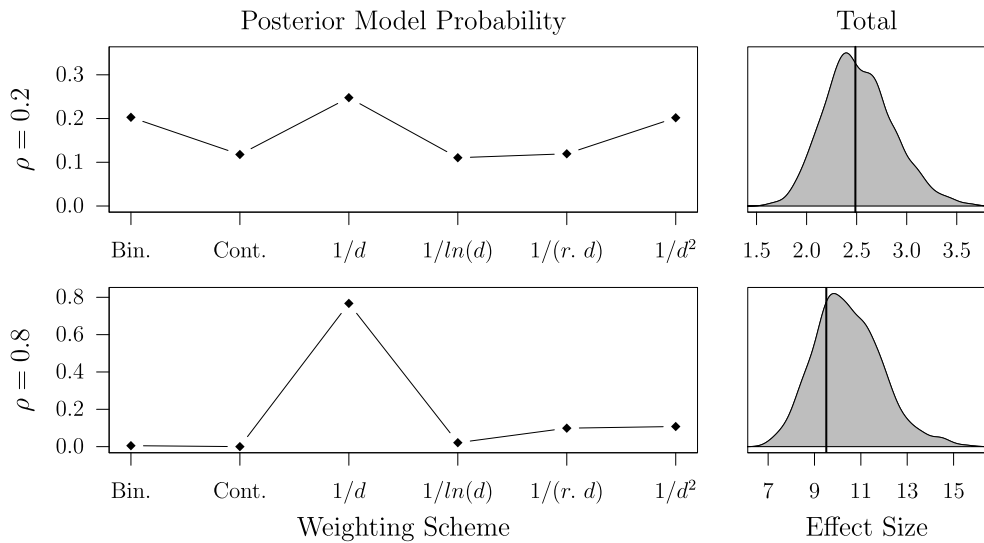 Posterior Model Probability
Total
ρ = 0.2
0.3
0.2
0.1
0.0
Bin. Cont. 1/d 1/ln(d) 1/(r. d) 1/d²
1.5 2.0 2.5 3.0 3.5
ρ = 0.8
0.8
0.6
0.4
0.2
0.0
Bin. Cont. 1/d 1/ln(d) 1/(r. d) 1/d²
7 9 11 13 15
Weighting Scheme
Effect Size